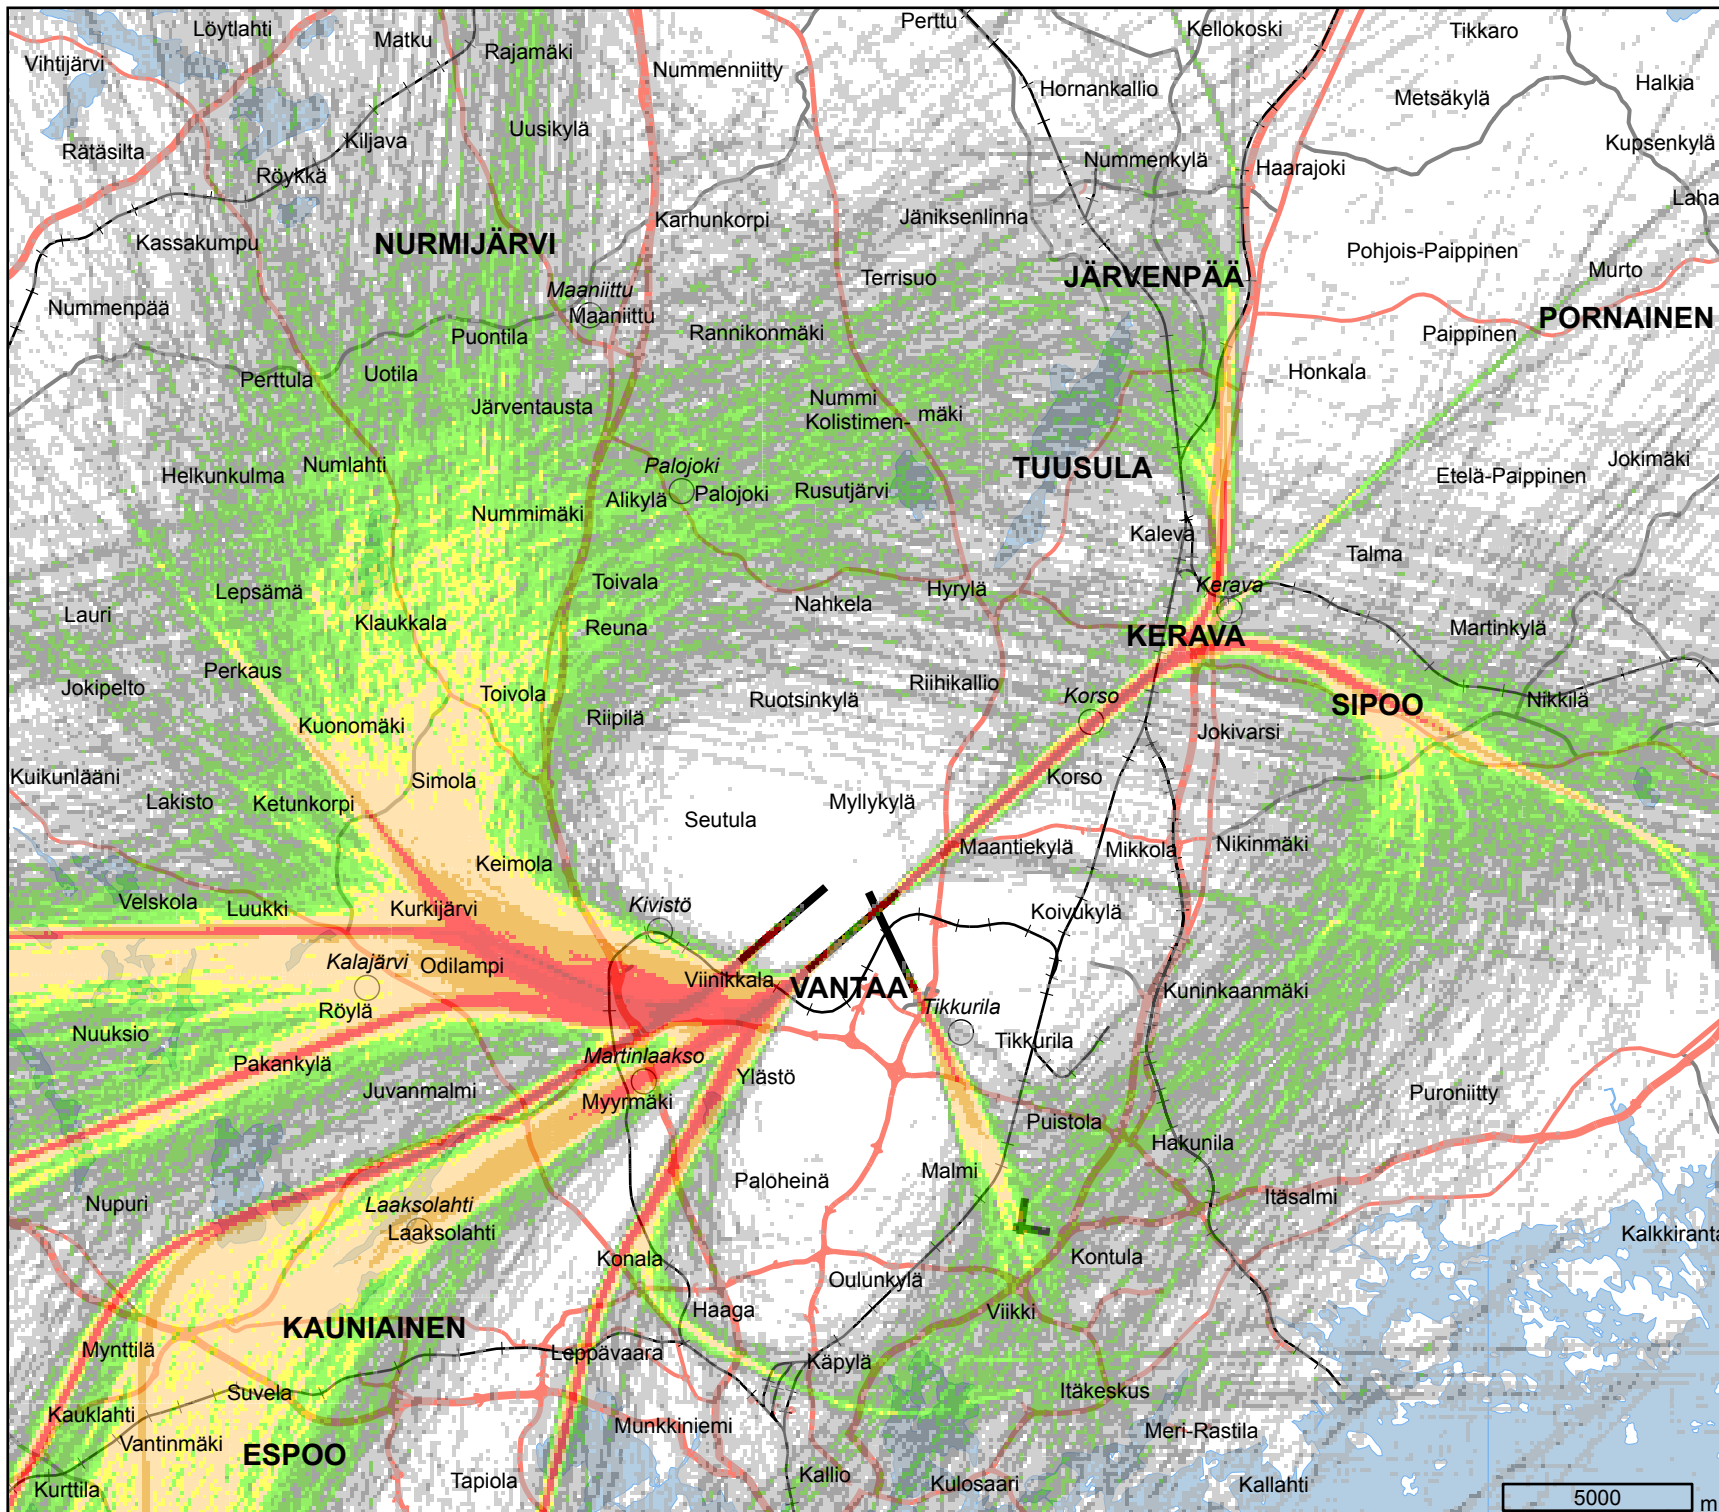 Löytlahti
Matku
Rajamäki
Perttu
Kellokoski
Tikkaro
Vihtijärvi
Nummenniitty
Hornankallio
Metsäkylä
Halkia
Rätäsilta
Kiljava
Uusikylä
Kupsenkylä
Röykkä
Nummenkylä
Haarajoki
Laha
Kassakumpu
NURMIJÄRVI
Karhunkorpi
Jäniksenlinna
Pohjois-Paippinen
Murto
Nummenpää
Maaniittu
Maaniittu
Terrisuo
JÄRVENPÄÄ
PORNAINEN
Puontila
Rannikonmäki
Paippinen
Perttula
Uotila
Honkala
Järventausta
Nummi
Kolistimen- mäki
Helkunkulma
Numlahti
Palojoki
Alikylä
Palojoki
Rusutjärvi
TUUSULA
Etelä-Paippinen
Jokimäki
Nummimäki
Kaleva
Talma
Lepsämä
Toivala
Nahkela
Hyrylä
Kerava
Lauri
Klaukkala
Reuna
KERAVA
Martinkylä
Perkaus
Jokipelto
Toivola
Ruotsinkylä
Riihikallio
Korso
SIPOO
Nikkilä
Kuonomäki
Riipilä
Jokivarsi
Kuikunlääni
Simola
Korso
Lakisto
Ketunkorpi
Seutula
Myllykylä
Keimola
Maantiekylä
Mikkola
Nikinmäki
Velskola
Luukki
Kurkijärvi
Kivistö
Koivukylä
Kalajärvi
Odilampi
Viinikkala
VANTAA
Kuninkaanmäki
Röylä
Tikkurila
Nuuksio
Tikkurila
Pakankylä
Martinlaakso
Ylästö
Juvanmalmi
Myyrmäki
Puroniitty
Puistola
Hakunila
Malmi
Paloheinä
Nupuri
Laaksolahti
Laaksolahti
Itäsalmi
Kalkkiranta
Konala
Oulunkylä
Kontula
Haaga
Viikki
KAUNIAINEN
Mynttilä
Leppävaara
Käpylä
Suvela
Itäkeskus
Kauklahti
Vantinmäki
Munkkiniemi
Meri-Rastila
ESPOO
Kurttila
Tapiola
Kallio
Kulosaari
Kallahti
5000 m